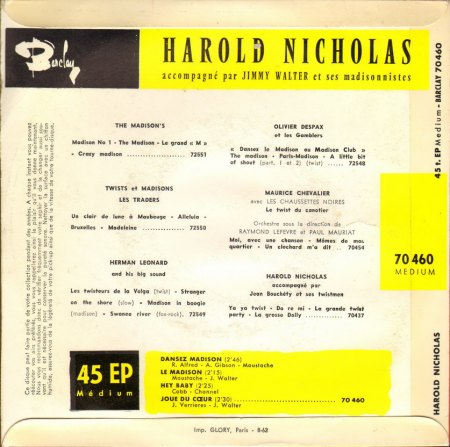 Barclay
HAROLD NICHOLAS
accompagné par JIMMY WALTER et ses madisonnistes
45 t. EP Medium - BARCLAY 70460
THE MADISON'S
Madison No 1 - The Madison - Le grand « M »
- Crazy madison ........................ 72551
TWISTS et MADISONS
LES TRADERS
Un clair de lune à Maubeuge - Alleluia -
Bruxelles - Madeleine .................. 72550
HERMAN LEONARD
and his big sound
Les twisteurs de la Volga (twist) - Stranger
on the shore (slow) - Madison in boogie
(madison) - Swanee river (fox-rock). 72549
OLIVIER DESPAX
et les Gamblers
« Dansez le Madison au Madison Club »
The madison - Paris-Madison - A little bit
of shout (part. 1 et 2) (twist) ...... 72548
MAURICE CHEVALIER
avec LES CHAUSSETTES NOIRES
Le twist du canotier
Orchestre sous la direction de
RAYMOND LEFEVRE et PAUL MAURIAT
Moi, avec une chanson - Mômes de mon
quartier - Un clochard m'a dit .. 70454
HAROLD NICHOLAS
accompagné par
Jean Bouchéty et ses twistmen
Ya ya twist - Do re mi - Le grande twist
party - La grosse Dolly .......... 70437
70 460
MÉDIUM
45 EP
Médium
DANSEZ MADISON (2'46)
R. Alfred - A. Gibson - Moustache
LE MADISON (2'15)
Moustache - J. Walter
HEY BABY (2'25)
Cobb - Channel
JOUE DU CŒUR (2'30) ................ 70 460
J. Verrieres - J. Walter
HAROLD NICHOLAS
Imp. GLORY, Paris - 8-62